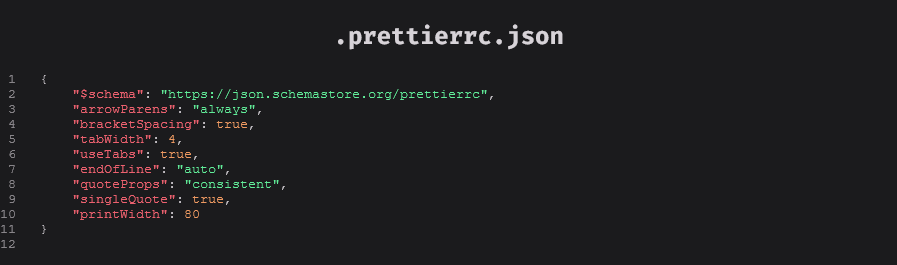 .prettierrc.json
1 {
2 "$schema": "https://json.schemastore.org/prettierrc",
3 "arrowParens": "always",
4 "bracketSpacing": true,
5 "tabWidth": 4,
6 "useTabs": true,
7 "endOfLine": "auto",
8 "quoteProps": "consistent",
9 "singleQuote": true,
10 "printWidth": 80
11 }
12